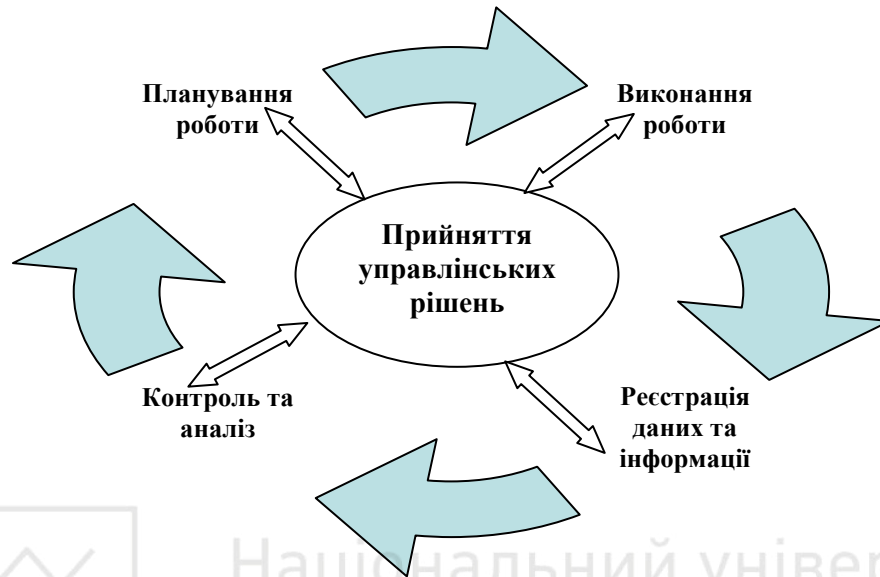 Планування
роботи
Виконання
роботи
Прийняття
управлінських
рішень
Контроль та
аналіз
Реєстрація
даних та
інформації
Національний універ